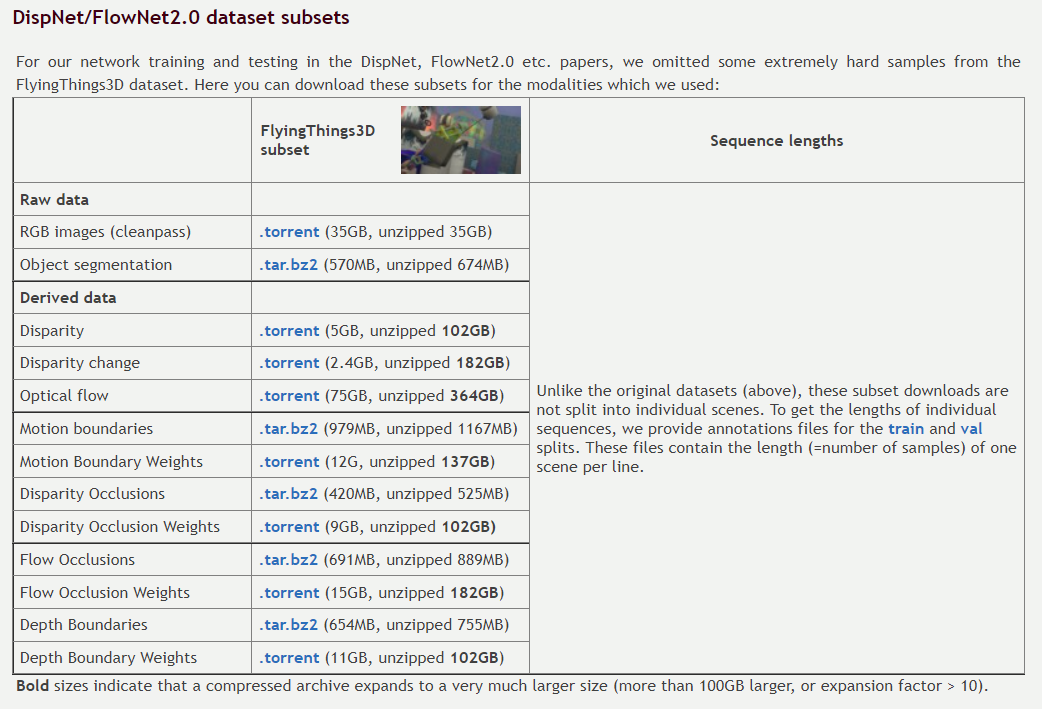 DispNet/FlowNet2.0 dataset subsets
For our network training and testing in the DispNet, FlowNet2.0 etc. papers, we omitted some extremely hard samples from the
FlyingThings3D dataset. Here you can download these subsets for the modalities which we used:
FlyingThings3D
subset
Sequence lengths
Raw data
RGB images (cleanpass) .torrent (35GB, unzipped 35GB)
Object segmentation .tar.bz2 (570MB, unzipped 674MB)
Derived data
Disparity .torrent (5GB, unzipped 102GB)
Disparity change .torrent (2.4GB, unzipped 182GB)
Optical flow .torrent (75GB, unzipped 364GB)
Motion boundaries .tar.bz2 (979MB, unzipped 1167MB)
Motion Boundary Weights .torrent (12G, unzipped 137GB)
Disparity Occlusions .tar.bz2 (420MB, unzipped 525MB)
Disparity Occlusion Weights .torrent (9GB, unzipped 102GB)
Flow Occlusions .tar.bz2 (691MB, unzipped 889MB)
Flow Occlusion Weights .torrent (15GB, unzipped 182GB)
Depth Boundaries .tar.bz2 (654MB, unzipped 755MB)
Depth Boundary Weights .torrent (11GB, unzipped 102GB)
Unlike the original datasets (above), these subset downloads are
not split into individual scenes. To get the lengths of individual
sequences, we provide annotations files for the train and val
splits. These files contain the length (=number of samples) of one
scene per line.
Bold sizes indicate that a compressed archive expands to a very much larger size (more than 100GB larger, or expansion factor > 10).